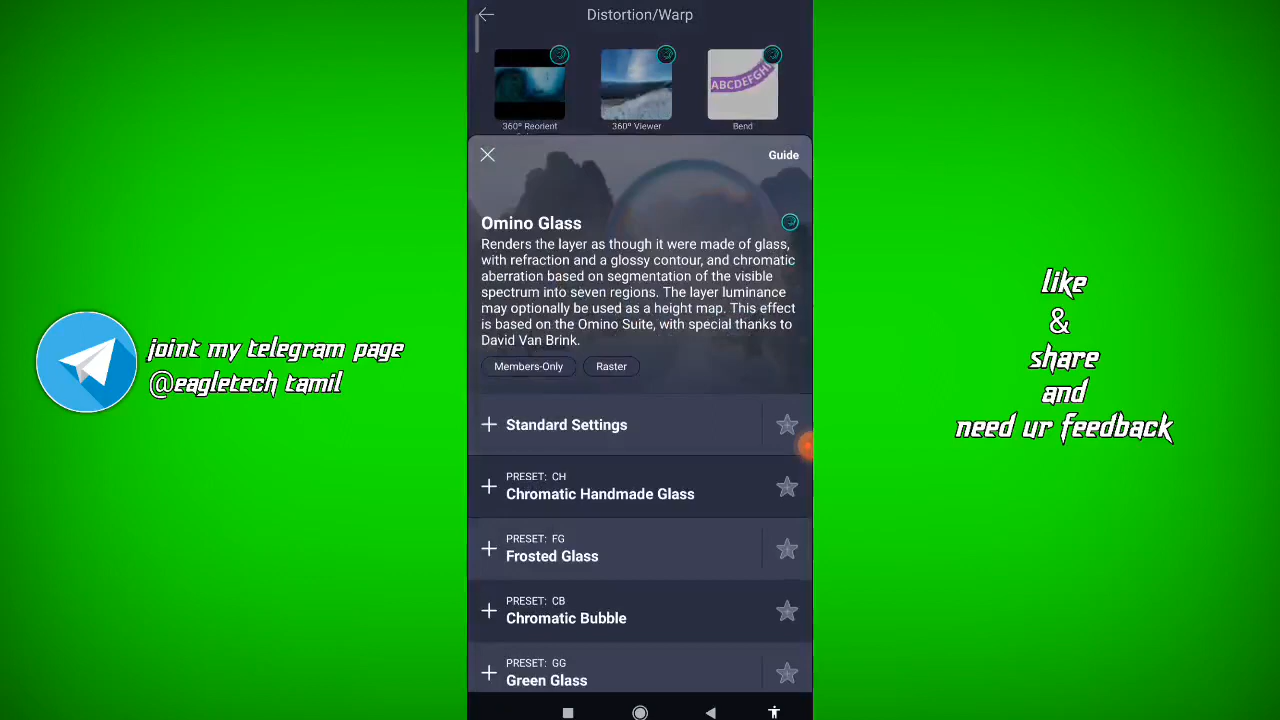 Distortion/Warp
ABCDEFGH
360º Reorient
360º Viewer
Bend
Guide
Omino Glass
Renders the layer as though it were made of glass,
with refraction and a glossy contour, and chromatic
aberration based on segmentation of the visible
spectrum into seven regions. The layer luminance
may optionally be used as a height map. This effect
is based on the Omino Suite, with special thanks to
David Van Brink.
Members-Only
Raster
Standard Settings
PRESET: CH
Chromatic Handmade Glass
PRESET: FG
Frosted Glass
PRESET: CB
Chromatic Bubble
PRESET: GG
Green Glass
joint my telegram page
@eagletech tamil
like
&
share
and
need ur feedback